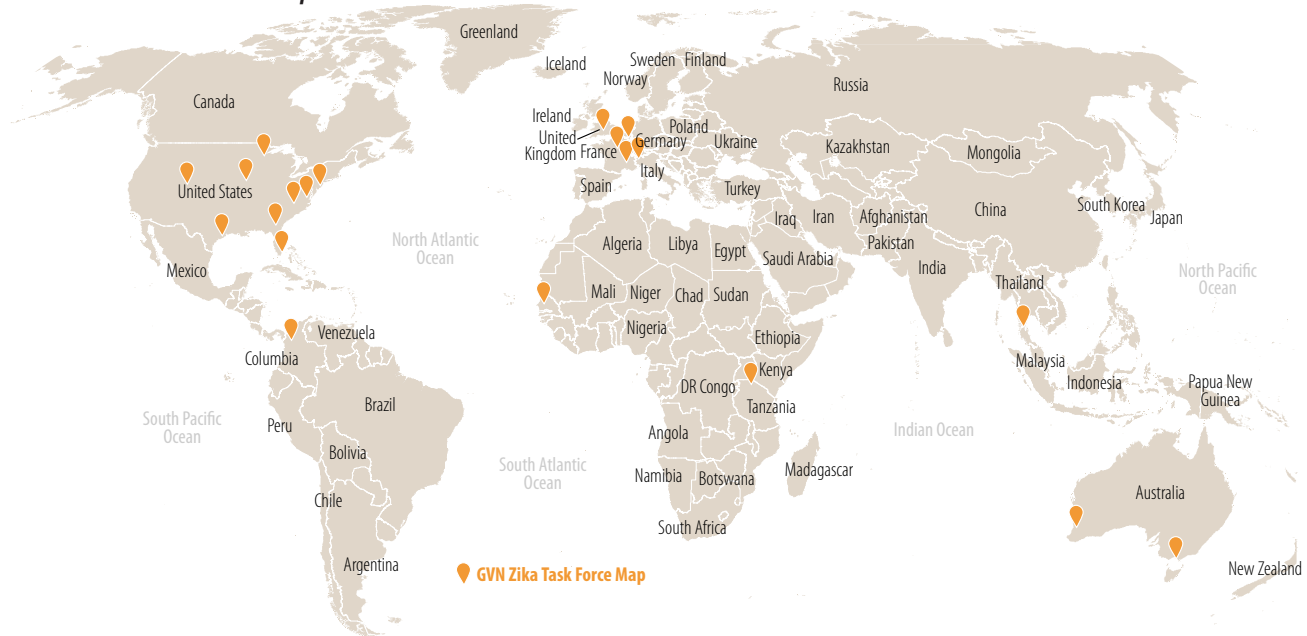 Greenland
Iceland
Sweden
Finland
Norway
Russia
Canada
Ireland
United
Kingdom
Poland
Germany
Ukraine
France
Kazakhstan
Mongolia
Italy
United States
Spain
Turkey
China
South Korea
Japan
North Atlantic
Ocean
Algeria
Libya
Egypt
Iraq
Iran
Afghanistan
Pakistan
Saudi Arabia
India
Mexico
Thailand
North Pacific
Ocean
Mali
Niger
Chad
Sudan
Nigeria
Ethiopia
Venezuela
Columbia
Malaysia
Indonesia
Papua New
Guinea
Kenya
DR Congo
Tanzania
Brazil
Peru
South Pacific
Ocean
Angola
Indian Ocean
Bolivia
South Atlantic
Ocean
Namibia
Botswana
Madagascar
Chile
Australia
South Africa
Argentina
GVN Zika Task Force Map
New Zealand